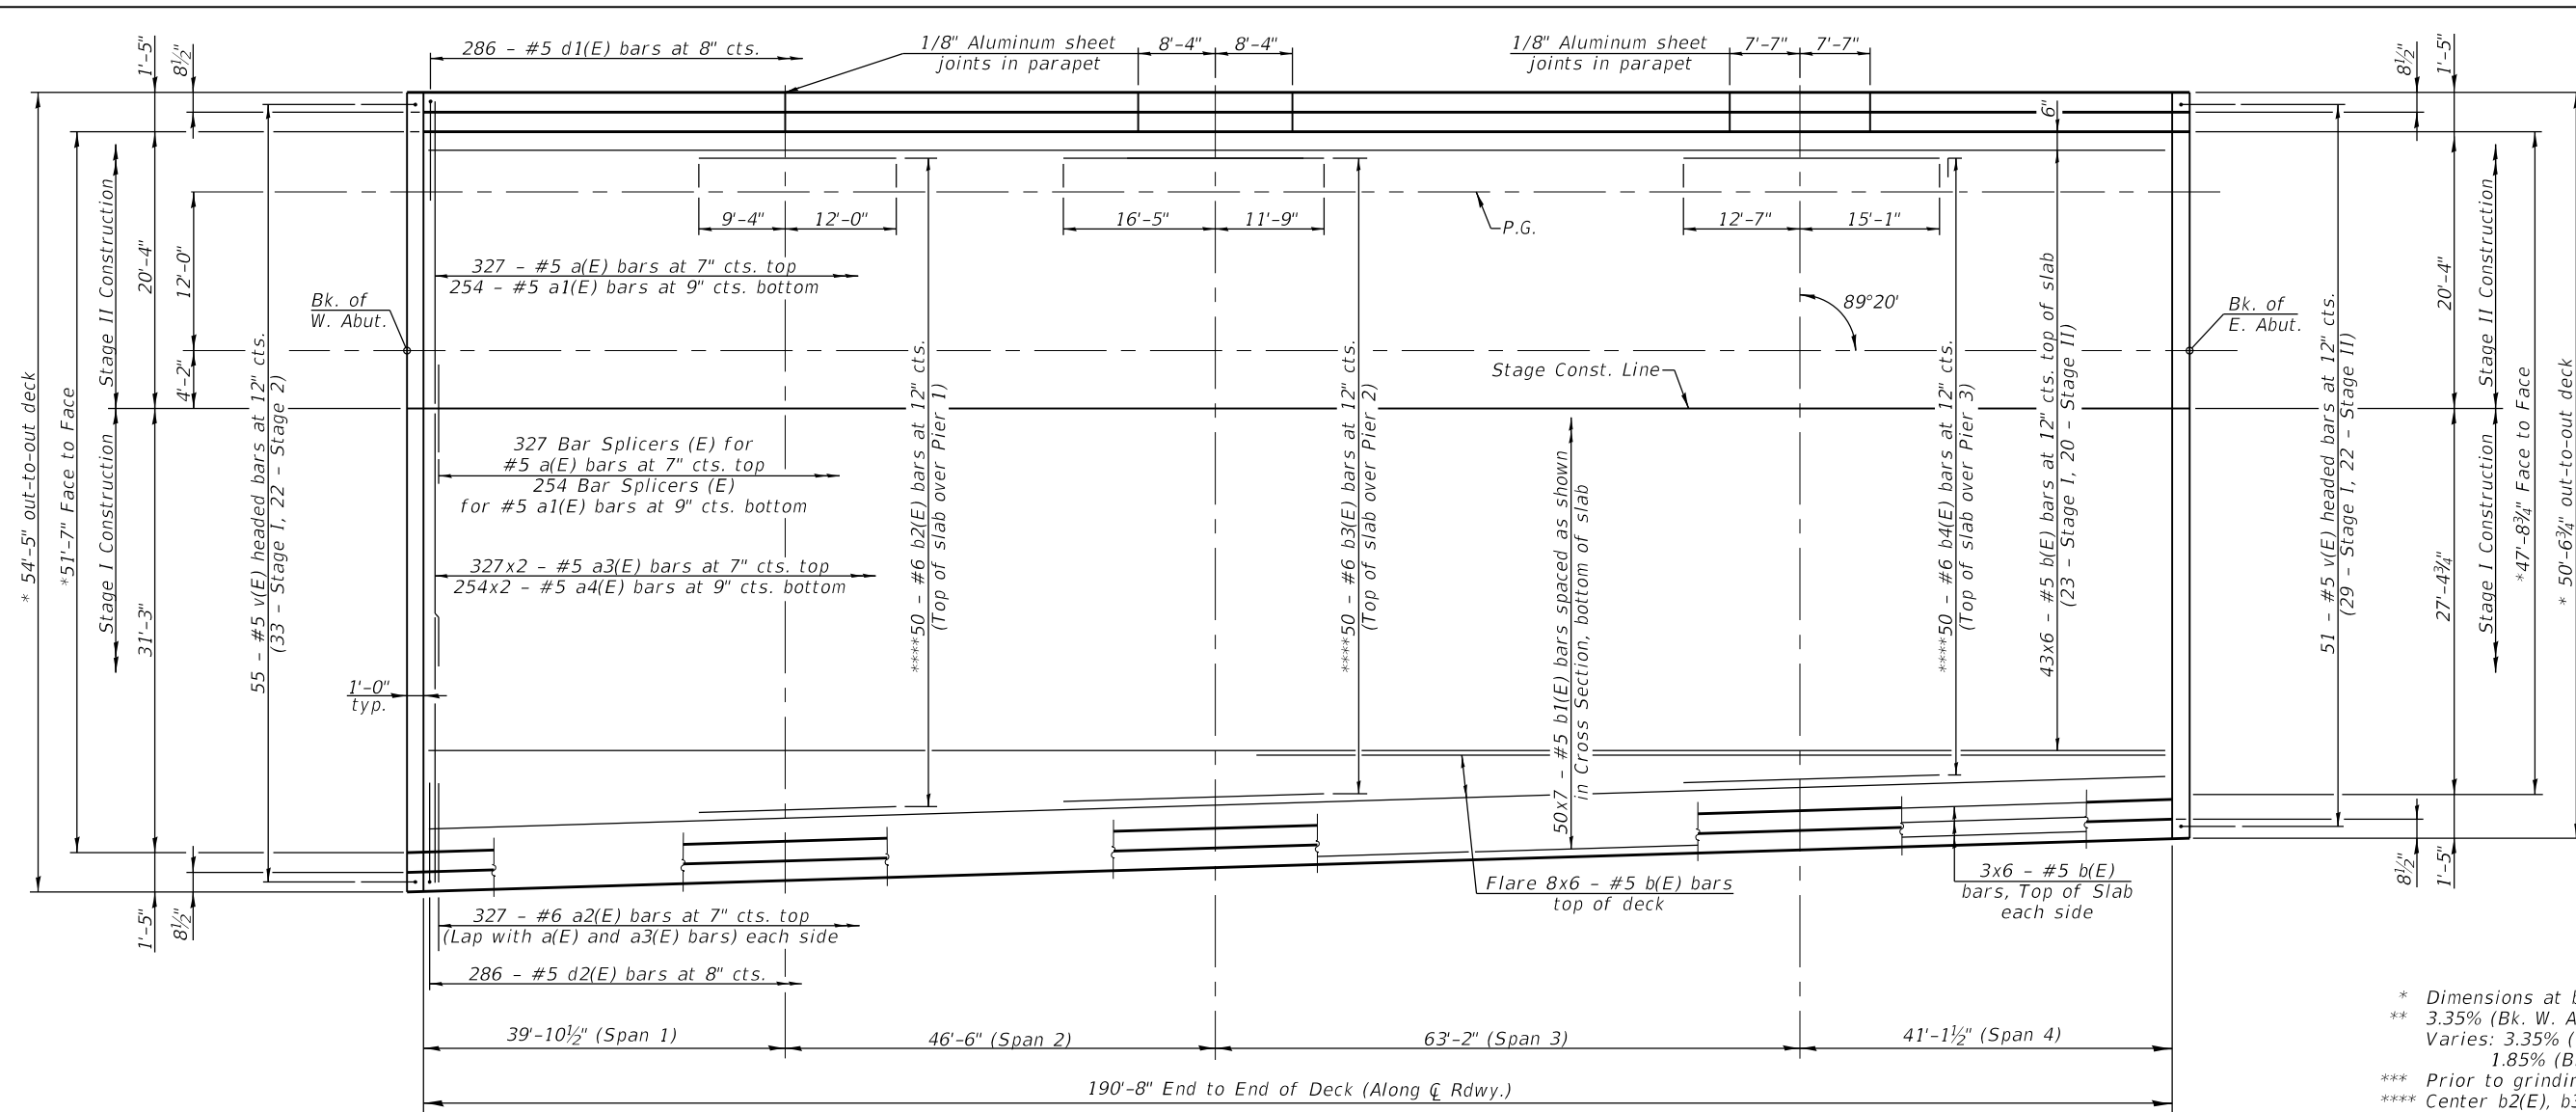 286 - #5 d1(E) bars at 8" cts.
1/8" Aluminum sheet
joints in parapet
8'-4"
8'-4"
1/8" Aluminum sheet
joints in parapet
7'-7"
7'-7"
1'-5"
8½"
8½"
1'-5"
6"
9'-4"
12'-0"
16'-5"
11'-9"
12'-7"
15'-1"
P.G.
327 - #5 a(E) bars at 7" cts. top
254 - #5 a1(E) bars at 9" cts. bottom
89°20'
Bk. of
W. Abut.
Bk. of
E. Abut.
Stage Const. Line
* 54'-5" out-to-out deck
*51'-7" Face to Face
Stage II Construction
Stage I Construction
20'-4"
31'-3"
12'-0"
4'-2"
55 - #5 v(E) headed bars at 12" cts.
(33 - Stage I, 22 - Stage 2)
327 Bar Splicers (E) for
#5 a(E) bars at 7" cts. top
254 Bar Splicers (E)
for #5 a1(E) bars at 9" cts. bottom
327x2 - #5 a3(E) bars at 7" cts. top
254x2 - #5 a4(E) bars at 9" cts. bottom
1'-0"
typ.
****50 - #6 b2(E) bars at 12" cts.
(Top of slab over Pier 1)
****50 - #6 b3(E) bars at 12" cts.
(Top of slab over Pier 2)
50x7 - #5 b1(E) bars spaced as shown
in Cross Section, bottom of slab
****50 - #6 b4(E) bars at 12" cts.
(Top of slab over Pier 3)
43x6 - #5 b(E) bars at 12" cts. top of slab
(23 - Stage I, 20 - Stage II)
51 - #5 v(E) headed bars at 12" cts.
(29 - Stage I, 22 - Stage II)
20'-4"
27'-4¾"
Stage II Construction
Stage I Construction
*47'-8¾" Face to Face
* 50'-6¾" out-to-out deck
1'-5"
8½"
8½"
1'-5"
Flare 8x6 - #5 b(E) bars
top of deck
3x6 - #5 b(E)
bars, Top of Slab
each side
327 - #6 a2(E) bars at 7" cts. top
(Lap with a(E) and a3(E) bars) each side
286 - #5 d2(E) bars at 8" cts.
39'-10½" (Span 1)
46'-6" (Span 2)
63'-2" (Span 3)
41'-1½" (Span 4)
190'-8" End to End of Deck (Along ℄ Rdwy.)
* Dimensions at
** 3.35% (Bk. W.
Varies: 3.35% (
1.85% (B
*** Prior to
**** Center b2(E),